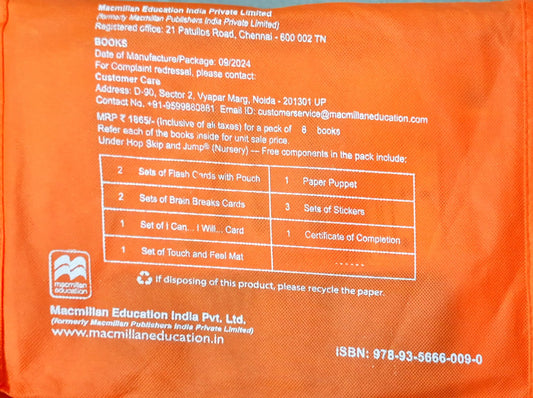 Macmillan Education India Private Limited
(formerly Macmillan Publishers India Private Limited)
Registered office: 21 Patullos Road, Chennai - 600 002 TN
BOOKS
Date of Manufacture/Package: 09/2024
For Complaint redressal, please contact:
Customer Care
Address: D-90, Sector 2, Vyapar Marg, Noida - 201301 UP
Contact No. +91-9599880881 Email ID: customerservice@macmillaneducation.com
MRP ₹ 1865/- (Inclusive of all taxes) for a pack of 8 books
Refer each of the books inside for unit sale price.
Under Hop Skip and Jump® (Nursery) — Free components in the pack include:
2 Sets of Flash Cards with Pouch 1 Paper Puppet
2 Sets of Brain Breaks Cards 3 Sets of Stickers
1 Set of I Can... I Will... Card 1 Certificate of Completion
1 Set of Touch and Feel Mat ......
If disposing of this product, please recycle the paper.
macmillan
education
Macmillan Education India Pvt. Ltd.
(formerly Macmillan Publishers India Private Limited)
www.macmillaneducation.in
ISBN: 978-93-5666-009-0